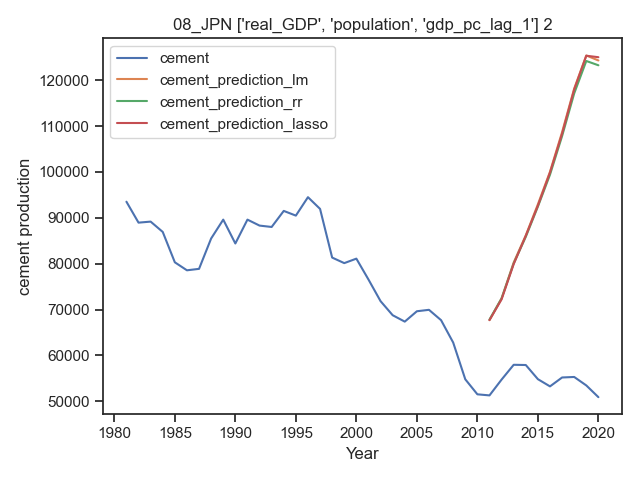 08_JPN ['real_GDP', 'population', 'gdp_pc_lag_1'] 2
cement
cement_prediction_lm
cement_prediction_rr
cement_prediction_lasso
cement production
120000
110000
100000
90000
80000
70000
60000
50000
1980 1985 1990 1995 2000 2005 2010 2015 2020
Year